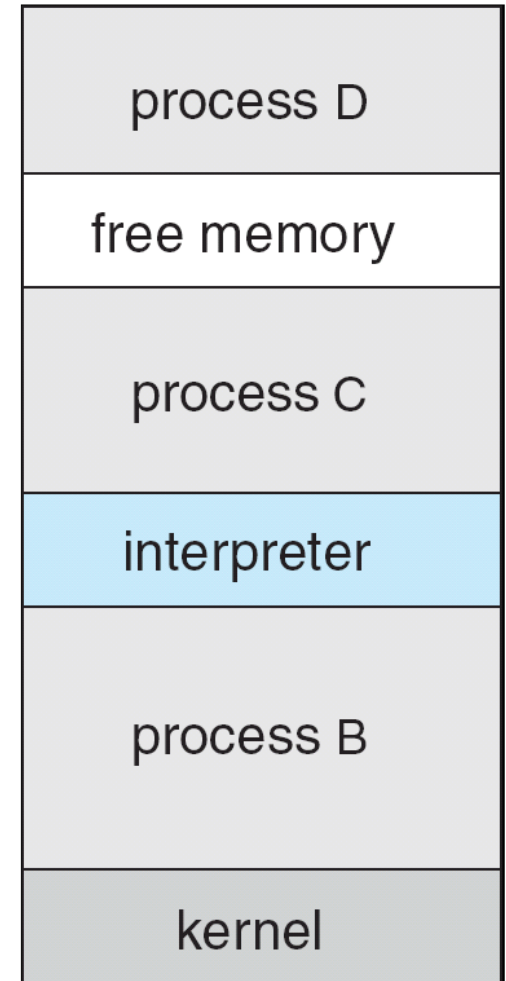 process D
free memory
process C
interpreter
process B
kernel